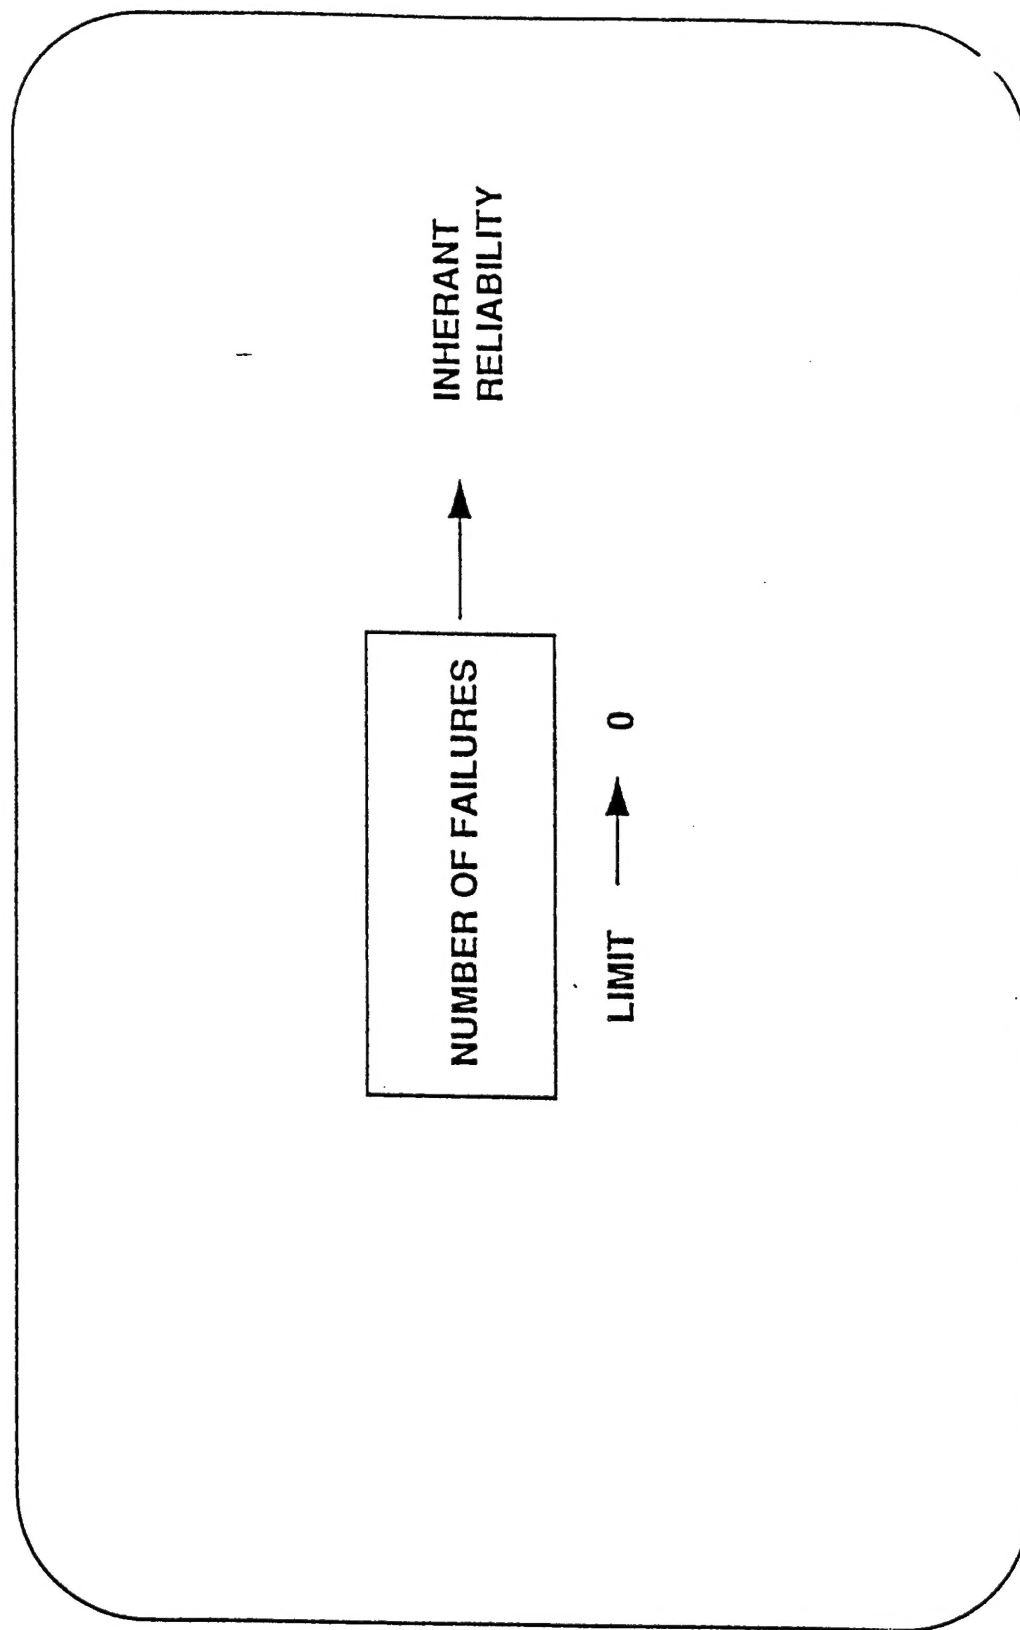 NUMBER OF FAILURES
INHERANT
RELIABILITY
LIMIT → 0